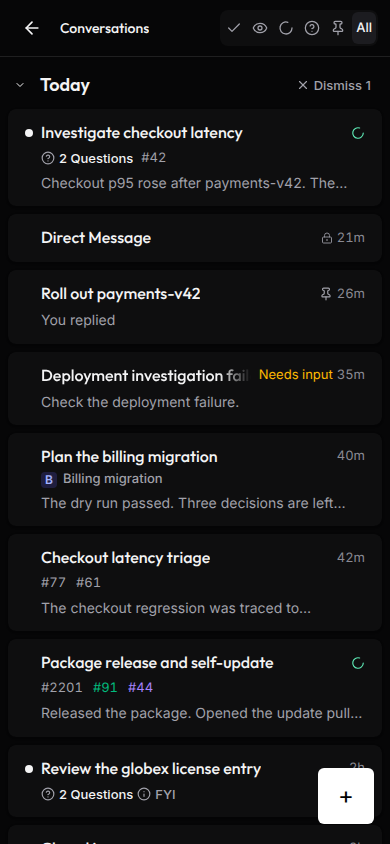 Conversations All
Today Dismiss 1
Investigate checkout latency
2 Questions #42
Checkout p95 rose after payments-v42. The...
Direct Message 21m
Roll out payments-v42 26m
You replied
Deployment investigation fail Needs input 35m
Check the deployment failure.
Plan the billing migration 40m
B Billing migration
The dry run passed. Three decisions are left...
Checkout latency triage 42m
#77 #61
The checkout regression was traced to...
Package release and self-update
#2201 #91 #44
Released the package. Opened the update pull...
Review the globex license entry
2 Questions FYI
+